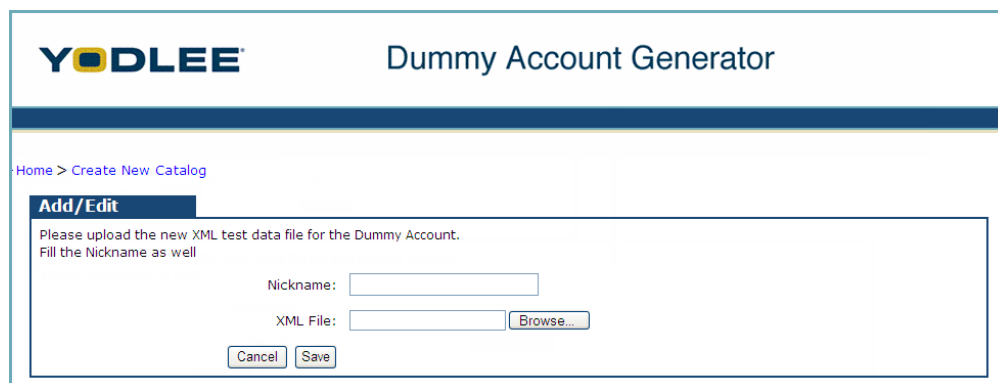 YODLEE
Dummy Account Generator
Home > Create New Catalog
Add/Edit
Please upload the new XML test data file for the Dummy Account.
Fill the Nickname as well
Nickname:
XML File:
Browse...
Cancel
Save